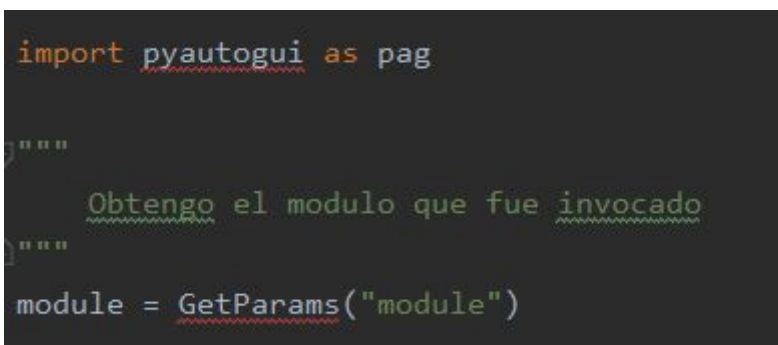 import pyautogui as pag
"""
Obtengo el modulo que fue invocado
"""
module = GetParams("module")